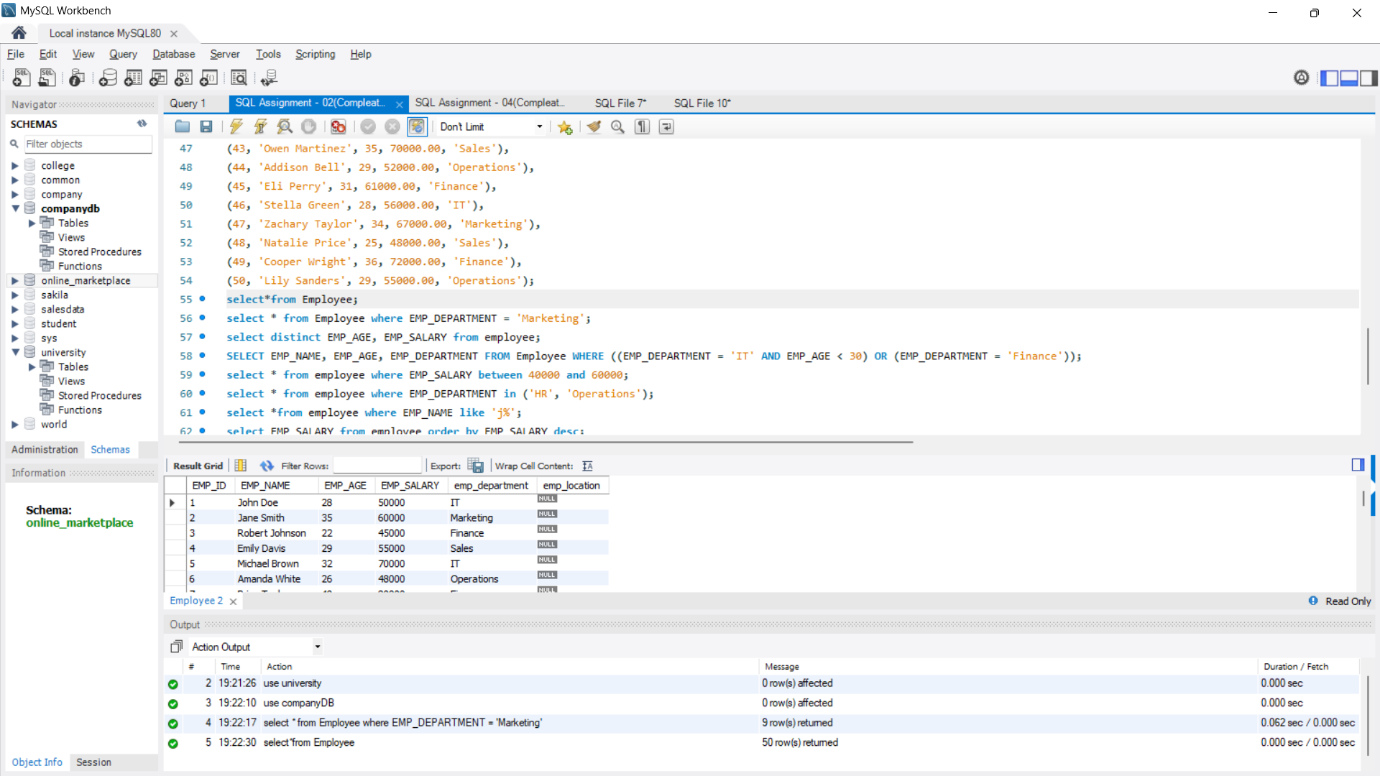 MySQL Workbench
Local instance MySQL80
File Edit View Query Database Server Tools Scripting Help
Navigator
SCHEMAS
Filter objects
college
common
company
companydb
Tables
Views
Stored Procedures
Functions
online_marketplace
sakila
salesdata
student
sys
university
Tables
Views
Stored Procedures
Functions
world
Administration Schemas
Information
Schema:
online_marketplace
Object Info Session
Query 1 SQL Assignment - 02(Compleat... SQL Assignment - 04(Compleat... SQL File 7* SQL File 10*
Don't Limit
47 (43, 'Owen Martinez', 35, 70000.00, 'Sales'),
48 (44, 'Addison Bell', 29, 52000.00, 'Operations'),
49 (45, 'Eli Perry', 31, 61000.00, 'Finance'),
50 (46, 'Stella Green', 28, 56000.00, 'IT'),
51 (47, 'Zachary Taylor', 34, 67000.00, 'Marketing'),
52 (48, 'Natalie Price', 25, 48000.00, 'Sales'),
53 (49, 'Cooper Wright', 36, 72000.00, 'Finance'),
54 (50, 'Lily Sanders', 29, 55000.00, 'Operations');
55 select*from Employee;
56 select * from Employee where EMP_DEPARTMENT = 'Marketing';
57 select distinct EMP_AGE, EMP_SALARY from employee;
58 SELECT EMP_NAME, EMP_AGE, EMP_DEPARTMENT FROM Employee WHERE ((EMP_DEPARTMENT = 'IT' AND EMP_AGE < 30) OR (EMP_DEPARTMENT = 'Finance'));
59 select * from employee where EMP_SALARY between 40000 and 60000;
60 select * from employee where EMP_DEPARTMENT in ('HR', 'Operations');
61 select *from employee where EMP_NAME like 'j%';
62 select EMP_SALARY from employee order by EMP_SALARY desc;
Result Grid Filter Rows: Export: Wrap Cell Content:
EMP_ID EMP_NAME EMP_AGE EMP_SALARY emp_department emp_location
1 John Doe 28 50000 IT NULL
2 Jane Smith 35 60000 Marketing NULL
3 Robert Johnson 22 45000 Finance NULL
4 Emily Davis 29 55000 Sales NULL
5 Michael Brown 32 70000 IT NULL
6 Amanda White 26 48000 Operations NULL
NULL
Employee 2
Read Only
Output
Action Output
# Time Action Message Duration / Fetch
2 19:21:26 use university 0 row(s) affected 0.000 sec
3 19:22:10 use companyDB 0 row(s) affected 0.000 sec
4 19:22:17 select * from Employee where EMP_DEPARTMENT = 'Marketing' 9 row(s) returned 0.062 sec / 0.000 sec
5 19:22:30 select*from Employee 50 row(s) returned 0.000 sec / 0.000 sec